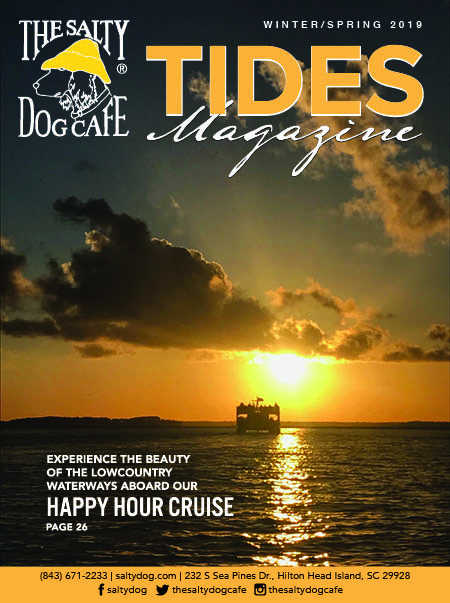 WINTER/SPRING 2019
THE SALTY
DOG CAFE
®
TIDES
Magazine
EXPERIENCE THE BEAUTY
OF THE LOWCOUNTRY
WATERWAYS ABOARD OUR
HAPPY HOUR CRUISE
PAGE 26
(843) 671-2233 | saltydog.com | 232 S Sea Pines Dr., Hilton Head Island, SC 29928
saltydog thesaltydogcafe thesaltydogcafe